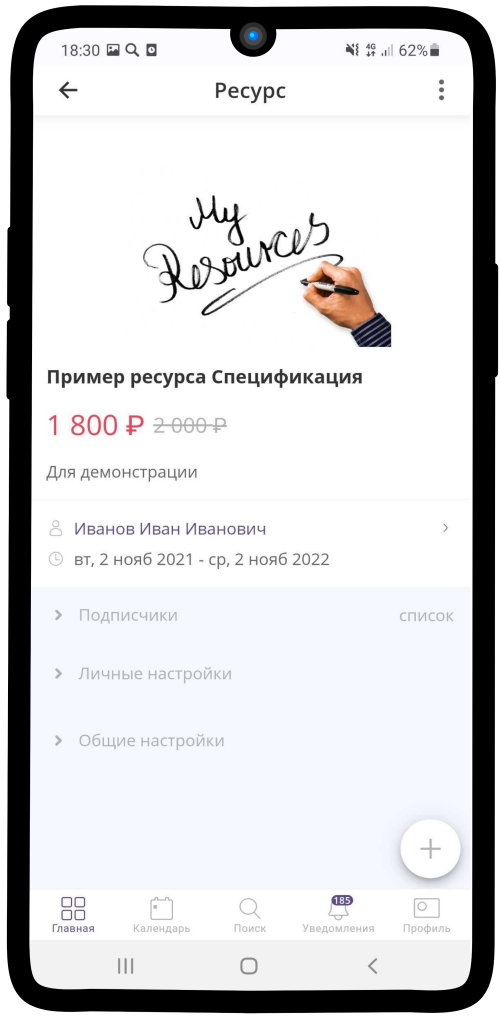 18:30 4G 62%
Ресурс
My
Resources
Пример ресурса Спецификация
1 800 ₽ 2 000 ₽
Для демонстрации
Иванов Иван Иванович
вт, 2 нояб 2021 - ср, 2 нояб 2022
Подписчики список
Личные настройки
Общие настройки
185
Главная Календарь Поиск Уведомления Профиль